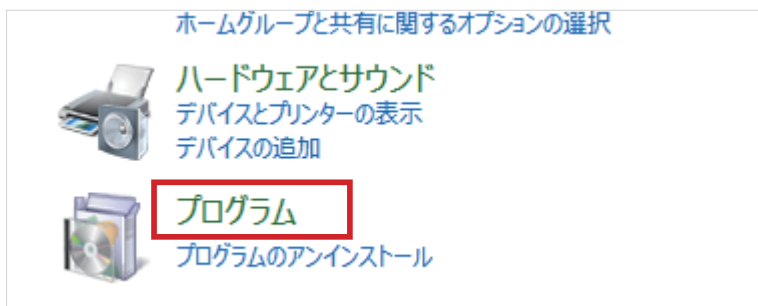 ホームグループと共有に関するオプションの選択
ハードウェアとサウンド
デバイスとプリンターの表示
デバイスの追加
プログラム
プログラムのアンインストール